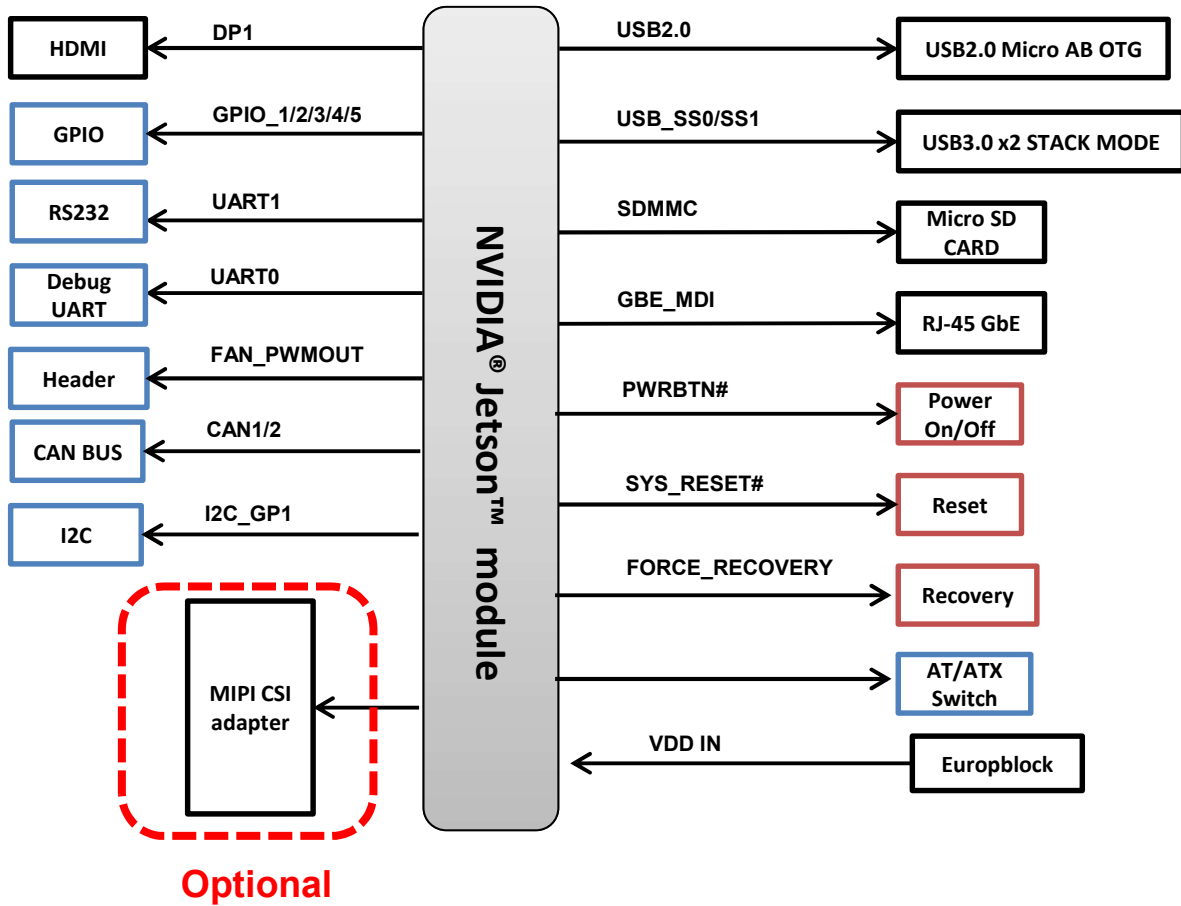 HDMI
DP1
GPIO
GPIO_1/2/3/4/5
RS232
UART1
Debug
UART
UART0
Header
FAN_PWMOUT
CAN BUS
CAN1/2
I2C
I2C_GP1
MIPI CSI
adapter
Optional
NVIDIA® Jetson™ module
USB2.0
USB2.0 Micro AB OTG
USB_SS0/SS1
USB3.0 x2 STACK MODE
SDMMC
Micro SD
CARD
GBE_MDI
RJ-45 GbE
PWRBTN#
Power
On/Off
SYS_RESET#
Reset
FORCE_RECOVERY
Recovery
AT/ATX
Switch
VDD IN
Europblock